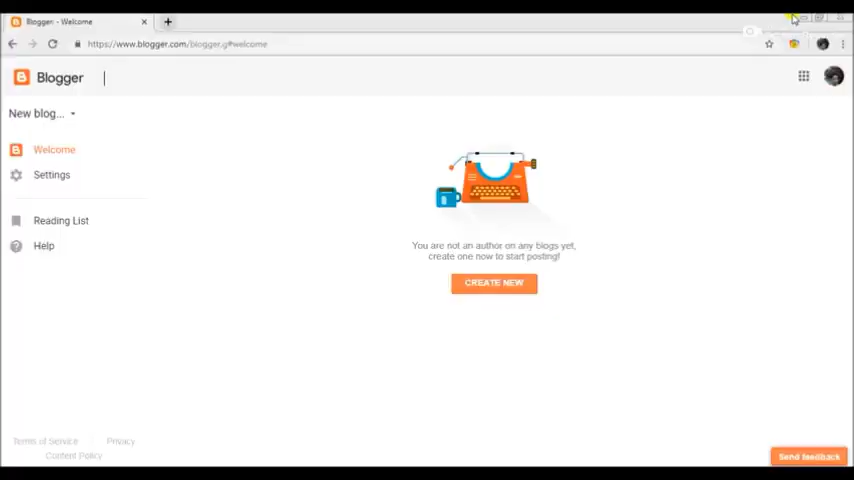 Blogger - Welcome
https://www.blogger.com/blogger.g#welcome
Blogger
New blog...
Welcome
Settings
Reading List
Help
You are not an author on any blogs yet,
create one now to start posting!
CREATE NEW
Terms of Service
Privacy
Content Policy
Send feedback